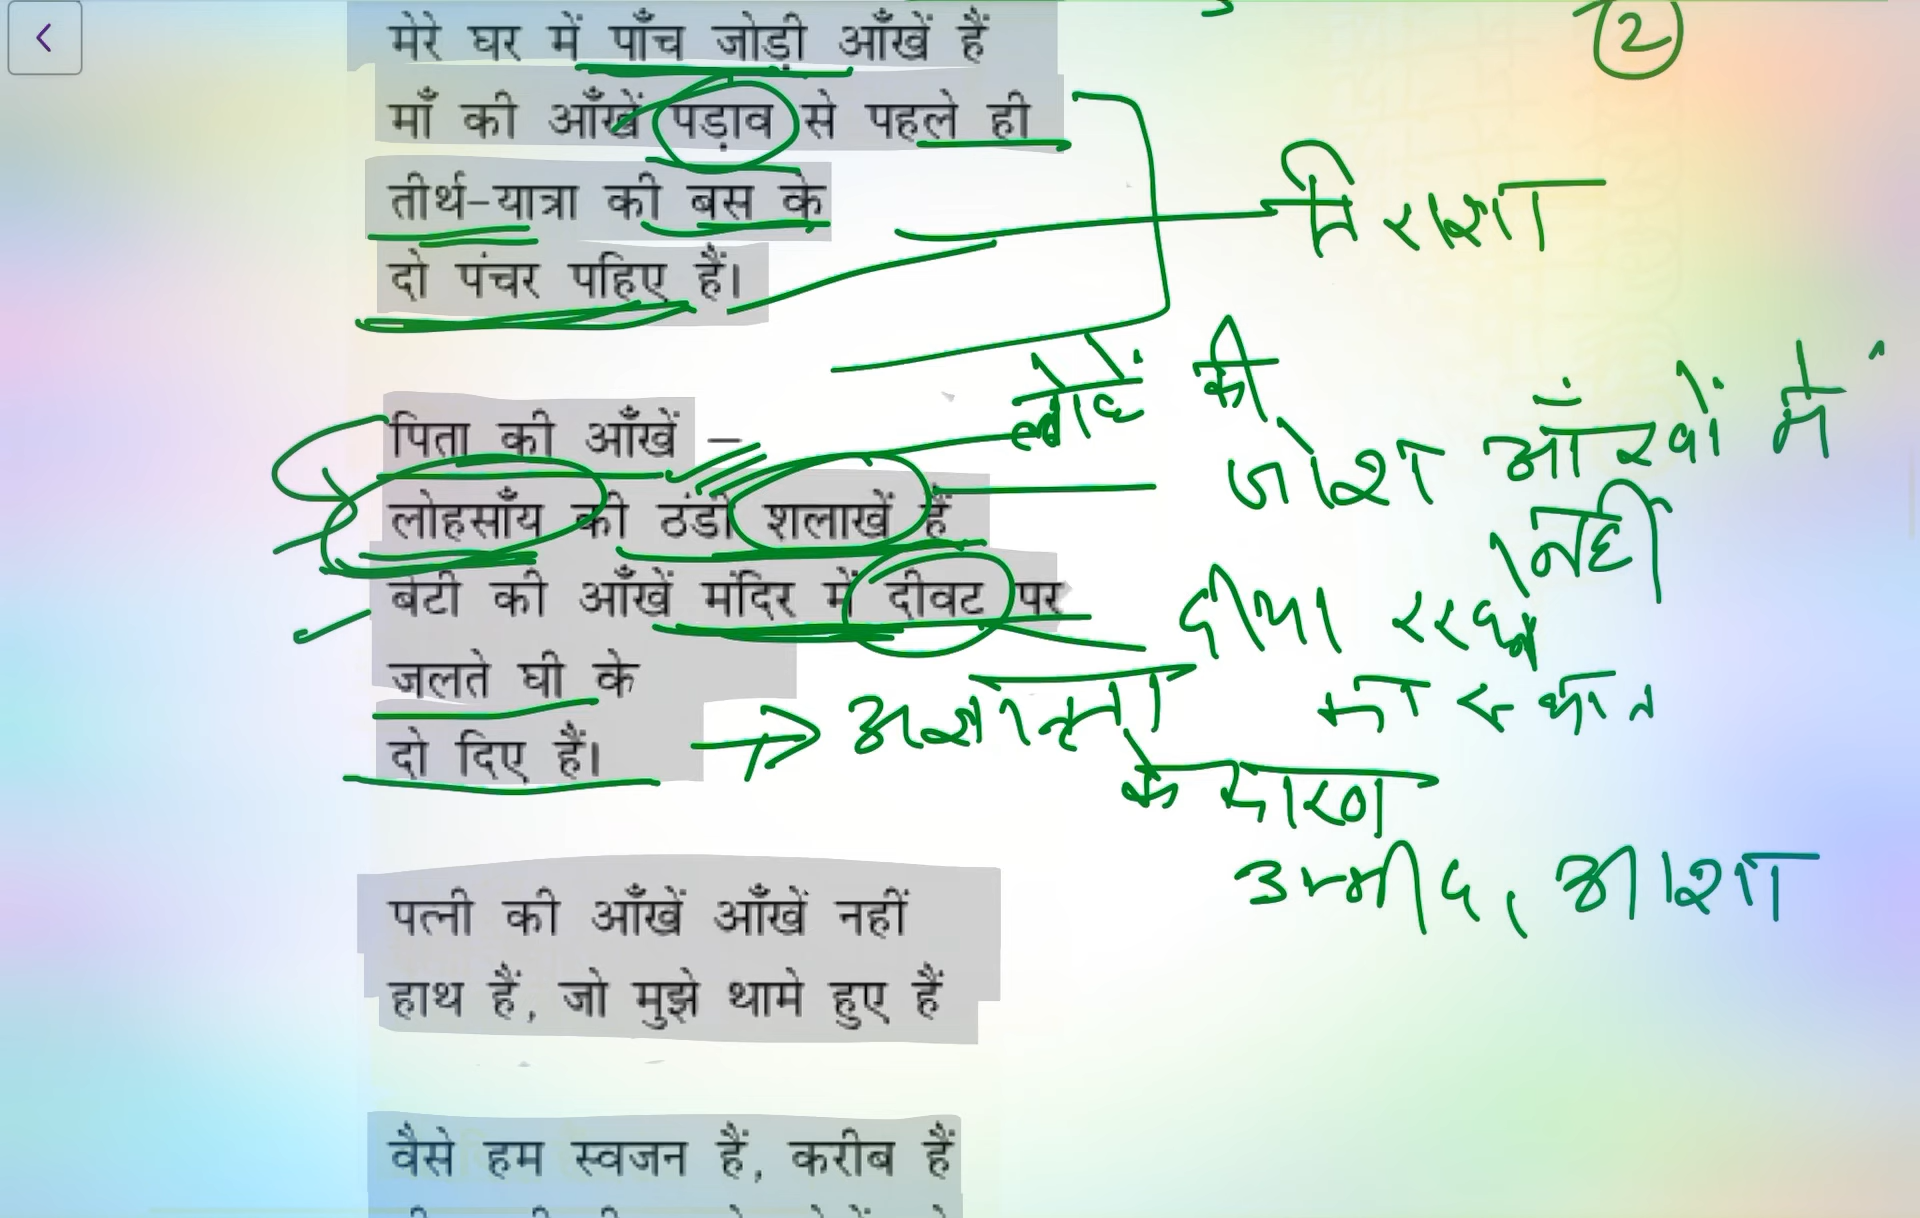 2
मेरे घर में पाँच जोड़ी आँखें हैं
माँ की आँखें पड़ाव से पहले ही
तीर्थ-यात्रा की बस के
दो पंचर पहिए हैं।
निराशा
पिता की आँखें –
लोहसाँय की ठंडी शलाखें हैं
लोहे की
जोश आंखों में
नहीं
बेटी की आँखें मंदिर में दीवट पर
जलते घी के
दो दिए हैं।
दीया रखने
का स्थान
के कारण
उम्मीद, आशा
पत्नी की आँखें आँखें नहीं
हाथ हैं, जो मुझे थामे हुए हैं
वैसे हम स्वजन हैं, करीब हैं